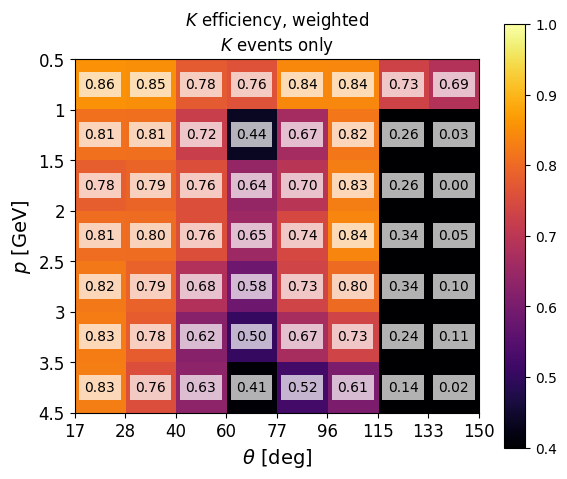 K efficiency, weighted
K events only
0.5
1
1.5
2
2.5
3
3.5
4.5
p [GeV]
0.86 0.85 0.78 0.76 0.84 0.84 0.73 0.69
0.81 0.81 0.72 0.44 0.67 0.82 0.26 0.03
0.78 0.79 0.76 0.64 0.70 0.83 0.26 0.00
0.81 0.80 0.76 0.65 0.74 0.84 0.34 0.05
0.82 0.79 0.68 0.58 0.73 0.80 0.34 0.10
0.83 0.78 0.62 0.50 0.67 0.73 0.24 0.11
0.83 0.76 0.63 0.41 0.52 0.61 0.14 0.02
17 28 40 60 77 96 115 133 150
θ [deg]
1.0
0.9
0.8
0.7
0.6
0.5
0.4